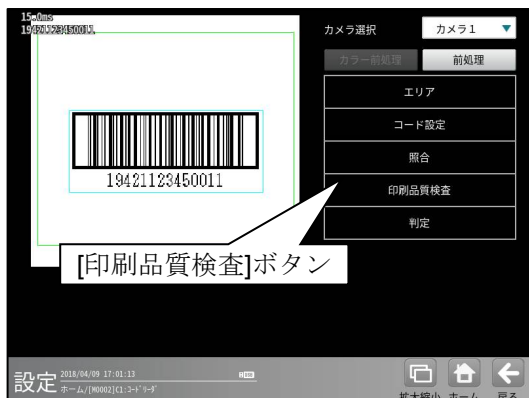 15.0ms
19421123450011
カメラ選択
カメラ1
カラー前処理
前処理
エリア
コード設定
照合
印刷品質検査
判定
19421123450011
[印刷品質検査]ボタン
設定
2018/04/09 17:01:13
ホーム/[M0002]C1:コードリーダ
拡大縮小 ホーム 戻る